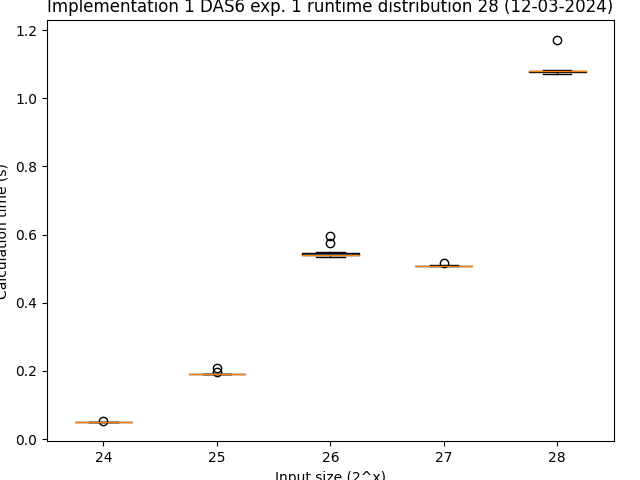 Implementation 1 DAS6 exp. 1 runtime distribution 28 (12-03-2024)
1.2
1.0
0.8
0.6
0.4
0.2
0.0
Calculation time (s)
24 25 26 27 28
Input size (2^x)